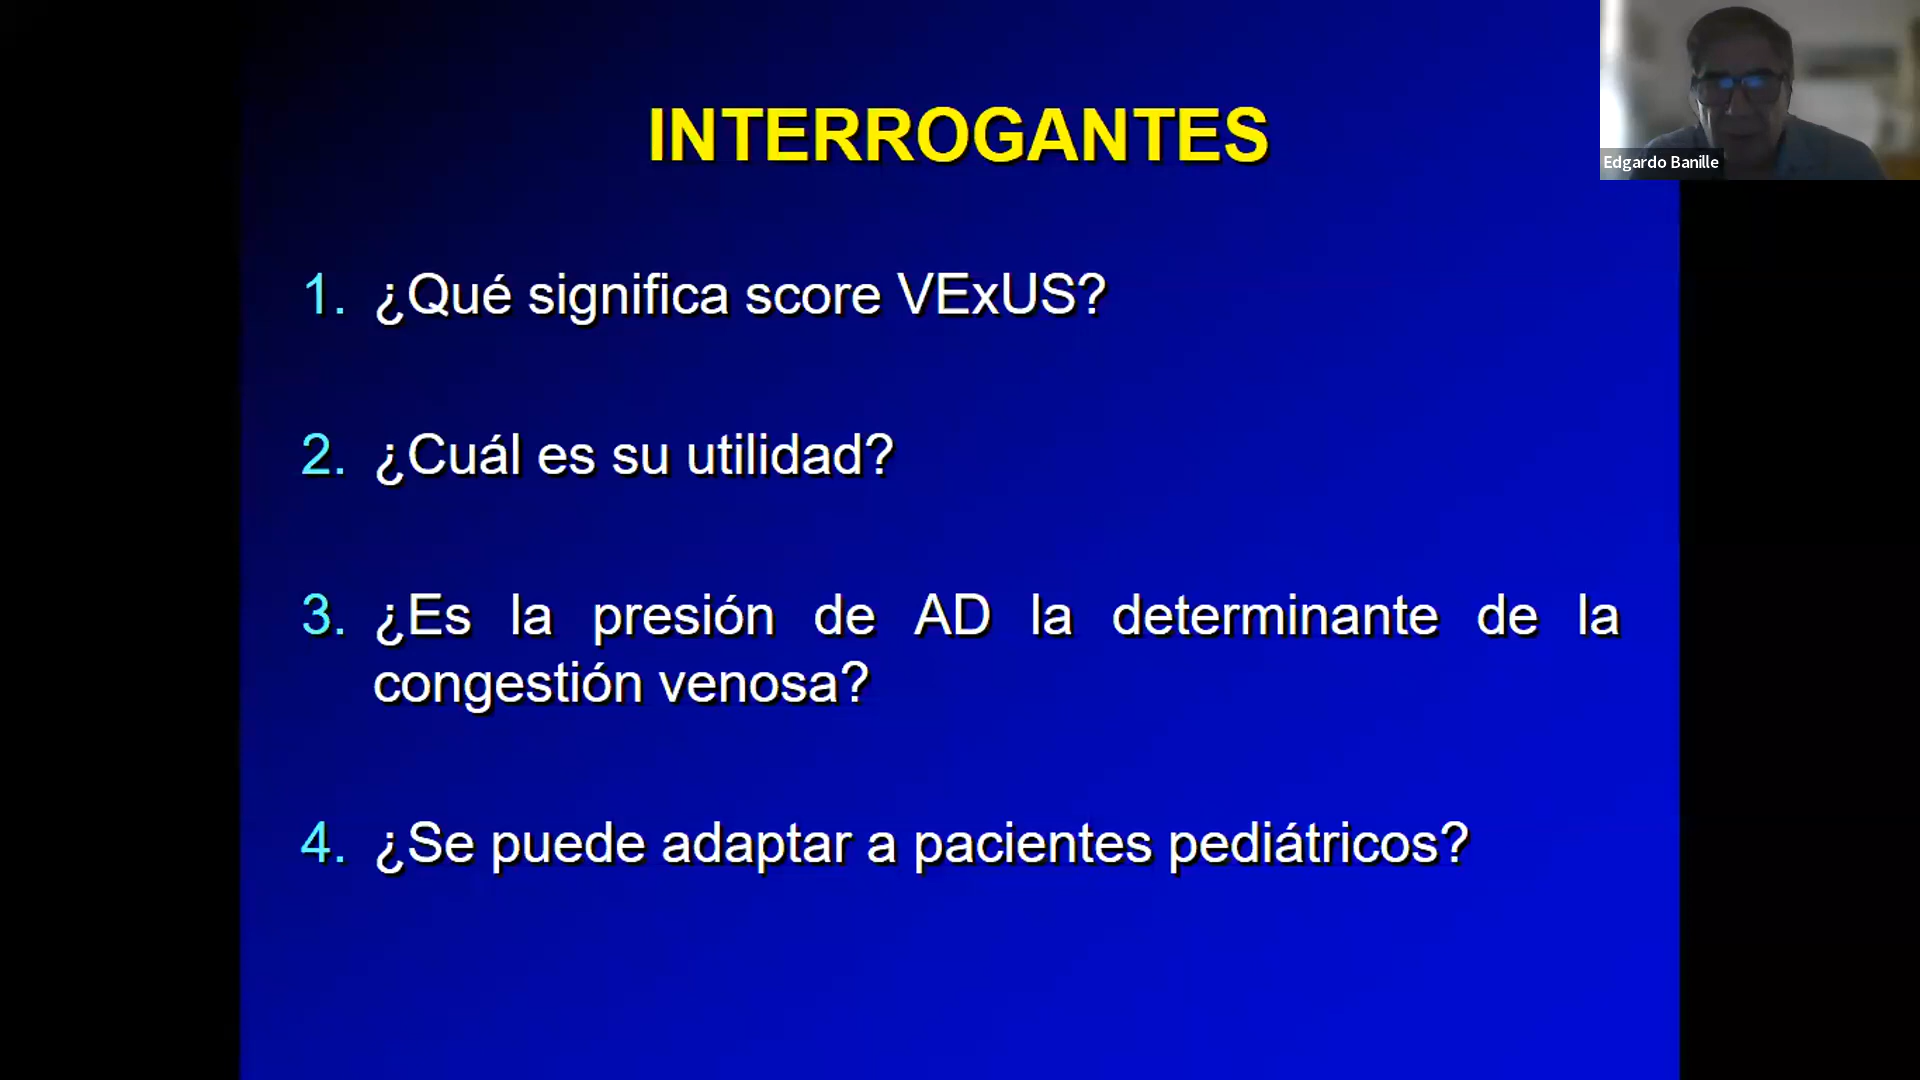 INTERROGANTES
Edgardo Banille
1. ¿Qué significa score VExUS?
2. ¿Cuál es su utilidad?
3. ¿Es la presión de AD la determinante de la
congestión venosa?
4. ¿Se puede adaptar a pacientes pediátricos?